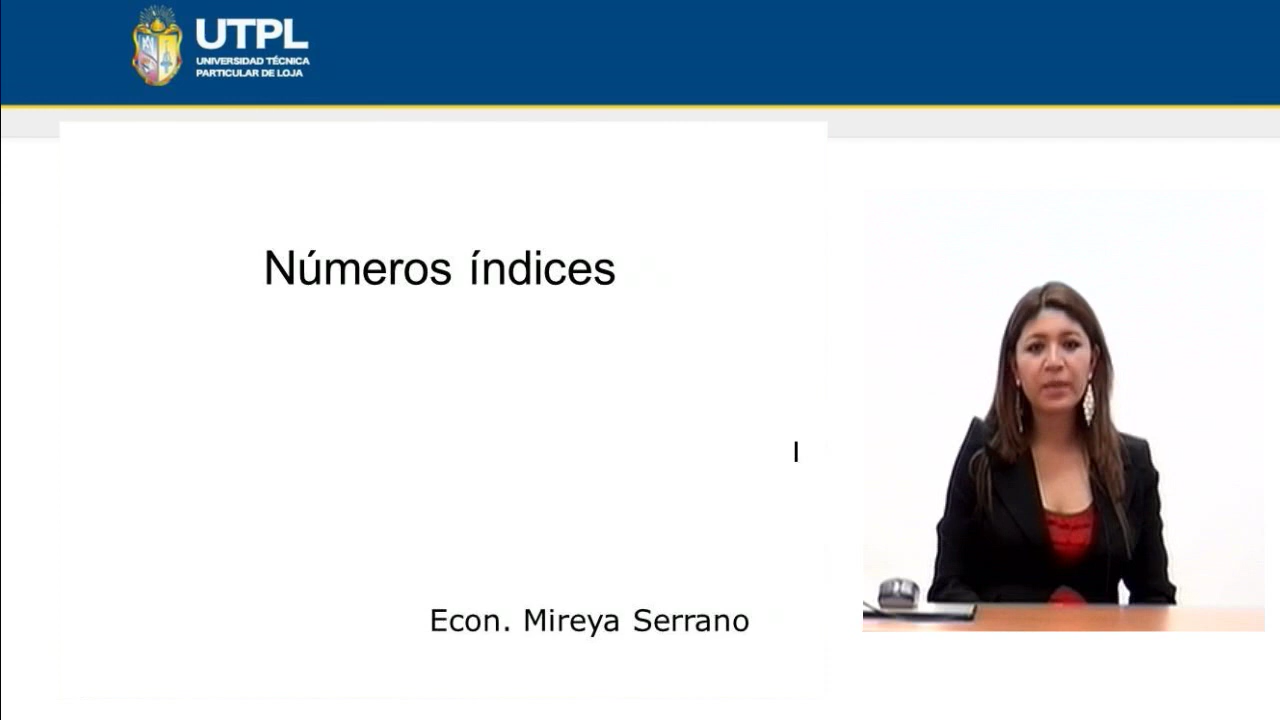 UTPL
UNIVERSIDAD TÉCNICA
PARTICULAR DE LOJA
Números índices
I
Econ. Mireya Serrano